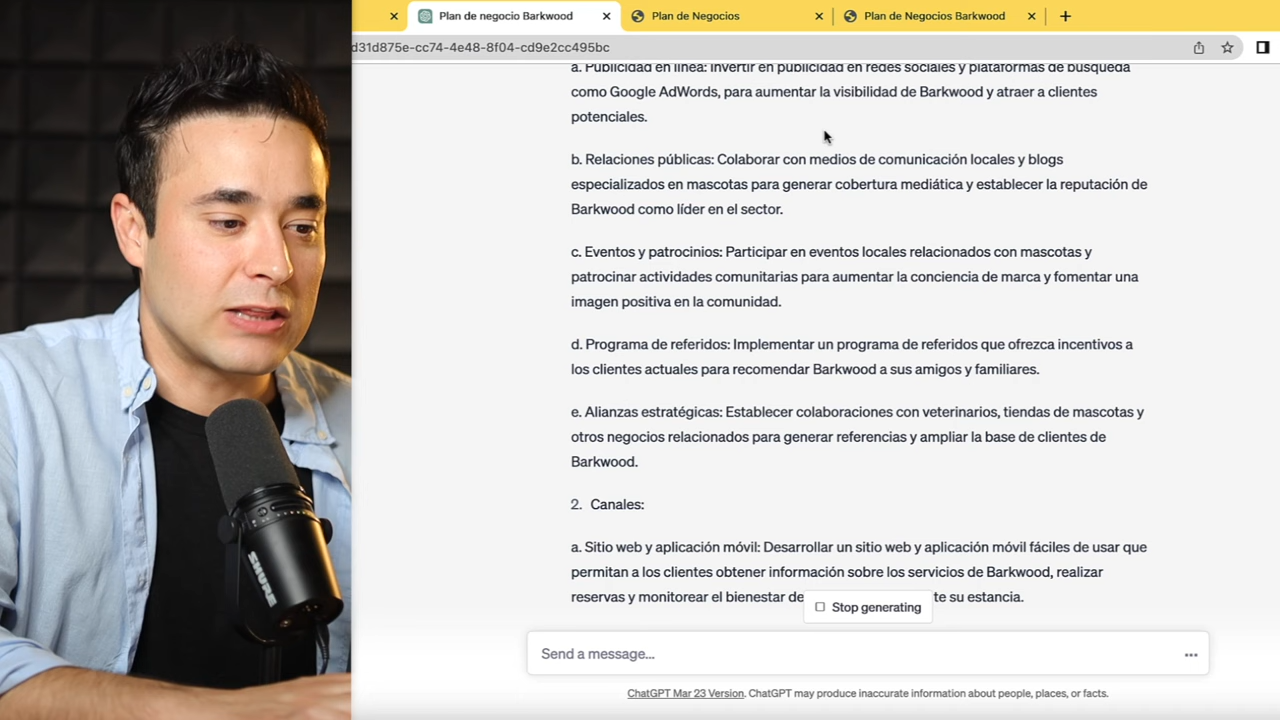 Plan de negocio Barkwood
Plan de Negocios
Plan de Negocios Barkwood
d31d875e-cc74-4e48-8f04-cd9e2cc495bc
a. Publicidad en línea: Invertir en publicidad en redes sociales y plataformas de búsqueda
como Google AdWords, para aumentar la visibilidad de Barkwood y atraer a clientes
potenciales.
b. Relaciones públicas: Colaborar con medios de comunicación locales y blogs
especializados en mascotas para generar cobertura mediática y establecer la reputación de
Barkwood como líder en el sector.
c. Eventos y patrocinios: Participar en eventos locales relacionados con mascotas y
patrocinar actividades comunitarias para aumentar la conciencia de marca y fomentar una
imagen positiva en la comunidad.
d. Programa de referidos: Implementar un programa de referidos que ofrezca incentivos a
los clientes actuales para recomendar Barkwood a sus amigos y familiares.
e. Alianzas estratégicas: Establecer colaboraciones con veterinarios, tiendas de mascotas y
otros negocios relacionados para generar referencias y ampliar la base de clientes de
Barkwood.
2. Canales:
a. Sitio web y aplicación móvil: Desarrollar un sitio web y aplicación móvil fáciles de usar que
permitan a los clientes obtener información sobre los servicios de Barkwood, realizar
reservas y monitorear el bienestar de te su estancia.
Stop generating
Send a message...
ChatGPT Mar 23 Version. ChatGPT may produce inaccurate information about people, places, or facts.
SHURE